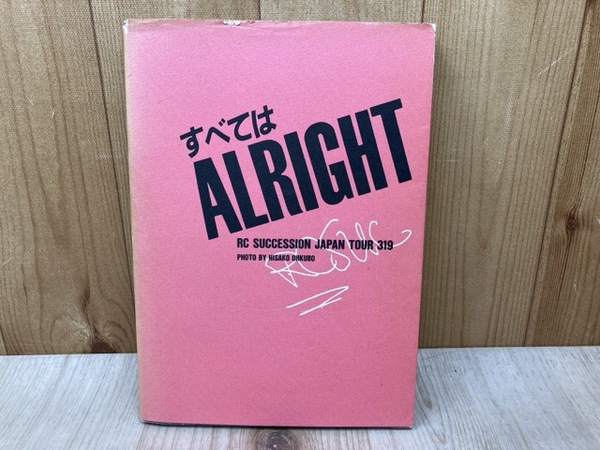 すべては
ALRIGHT
RC SUCCESSION JAPAN TOUR 319
PHOTO BY HISAKO OHKUBO